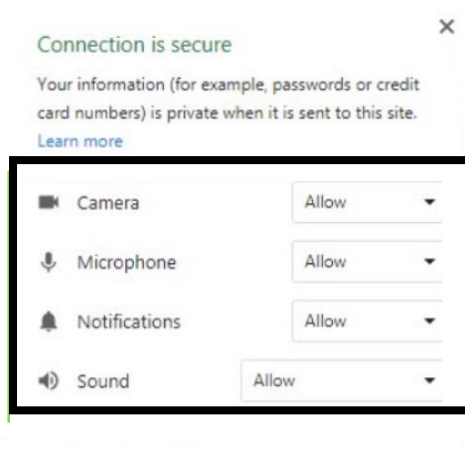 Connection is secure
Your information (for example, passwords or credit
card numbers) is private when it is sent to this site.
Learn more
Camera Allow
Microphone Allow
Notifications Allow
Sound Allow